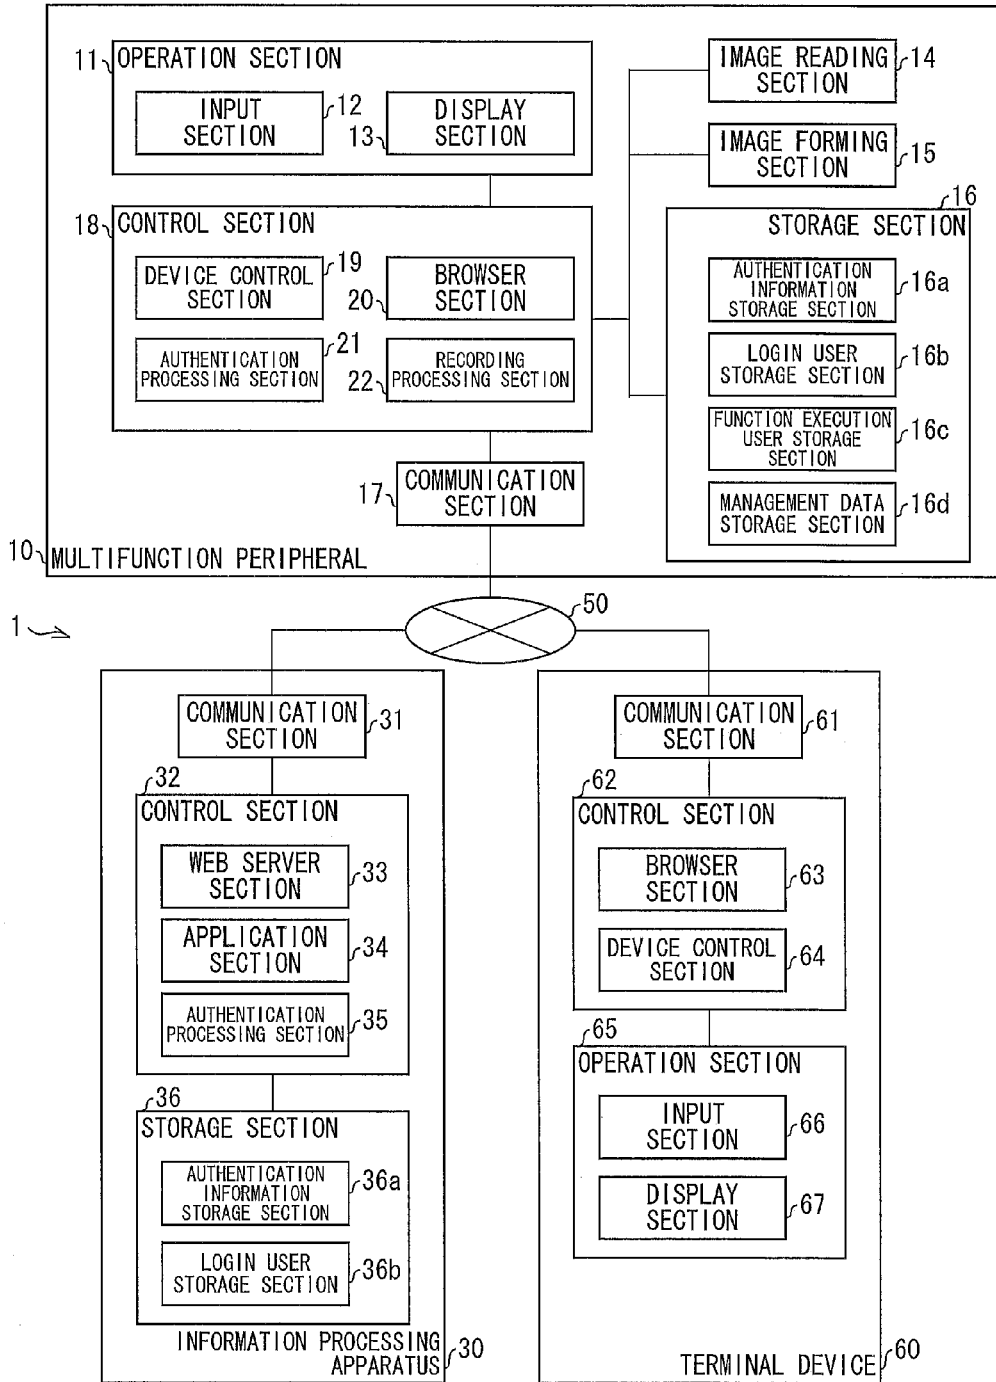 11
OPERATION SECTION
INPUT
SECTION
12
13
DISPLAY
SECTION
IMAGE READING
SECTION
14
IMAGE FORMING
SECTION
15
18
CONTROL SECTION
DEVICE CONTROL
SECTION
19
20
BROWSER
SECTION
AUTHENTICATION
PROCESSING SECTION
21
22
RECORDING
PROCESSING SECTION
16
STORAGE SECTION
AUTHENTICATION
INFORMATION
STORAGE SECTION
16a
LOGIN USER
STORAGE SECTION
16b
FUNCTION EXECUTION
USER STORAGE
SECTION
16c
MANAGEMENT DATA
STORAGE SECTION
16d
17
COMMUNICATION
SECTION
10
MULTIFUNCTION PERIPHERAL
50
1
COMMUNICATION
SECTION
31
32
CONTROL SECTION
WEB SERVER
SECTION
33
APPLICATION
SECTION
34
AUTHENTICATION
PROCESSING SECTION
35
36
STORAGE SECTION
AUTHENTICATION
INFORMATION
STORAGE SECTION
36a
LOGIN USER
STORAGE SECTION
36b
INFORMATION PROCESSING
APPARATUS
30
COMMUNICATION
SECTION
61
62
CONTROL SECTION
BROWSER
SECTION
63
DEVICE CONTROL
SECTION
64
65
OPERATION SECTION
INPUT
SECTION
66
DISPLAY
SECTION
67
TERMINAL DEVICE
60